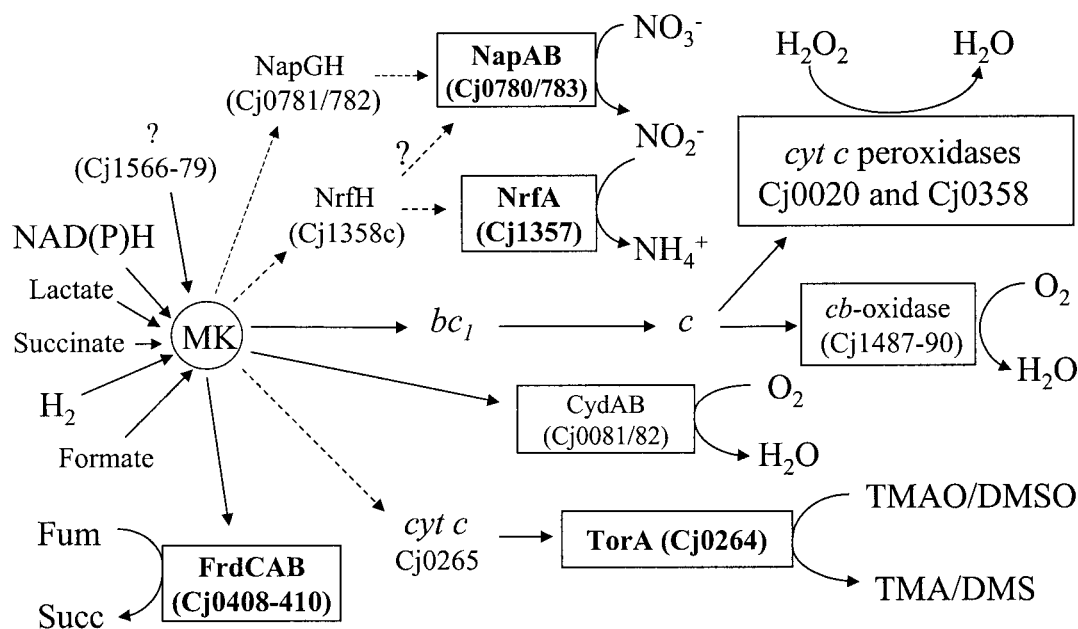 NapGH
(Cj0781/782)
NapAB
(Cj0780/783)
NO₃⁻
NO₂⁻
H₂O₂
H₂O
cyt c peroxidases
Cj0020 and Cj0358
?
(Cj1566-79)
?
NrfH
(Cj1358c)
NrfA
(Cj1357)
NH₄⁺
NAD(P)H
Lactate
Succinate
H₂
Formate
MK
bc₁
c
cb-oxidase
(Cj1487-90)
O₂
H₂O
CydAB
(Cj0081/82)
O₂
H₂O
Fum
Succ
FrdCAB
(Cj0408-410)
cyt c
Cj0265
TorA (Cj0264)
TMAO/DMSO
TMA/DMS